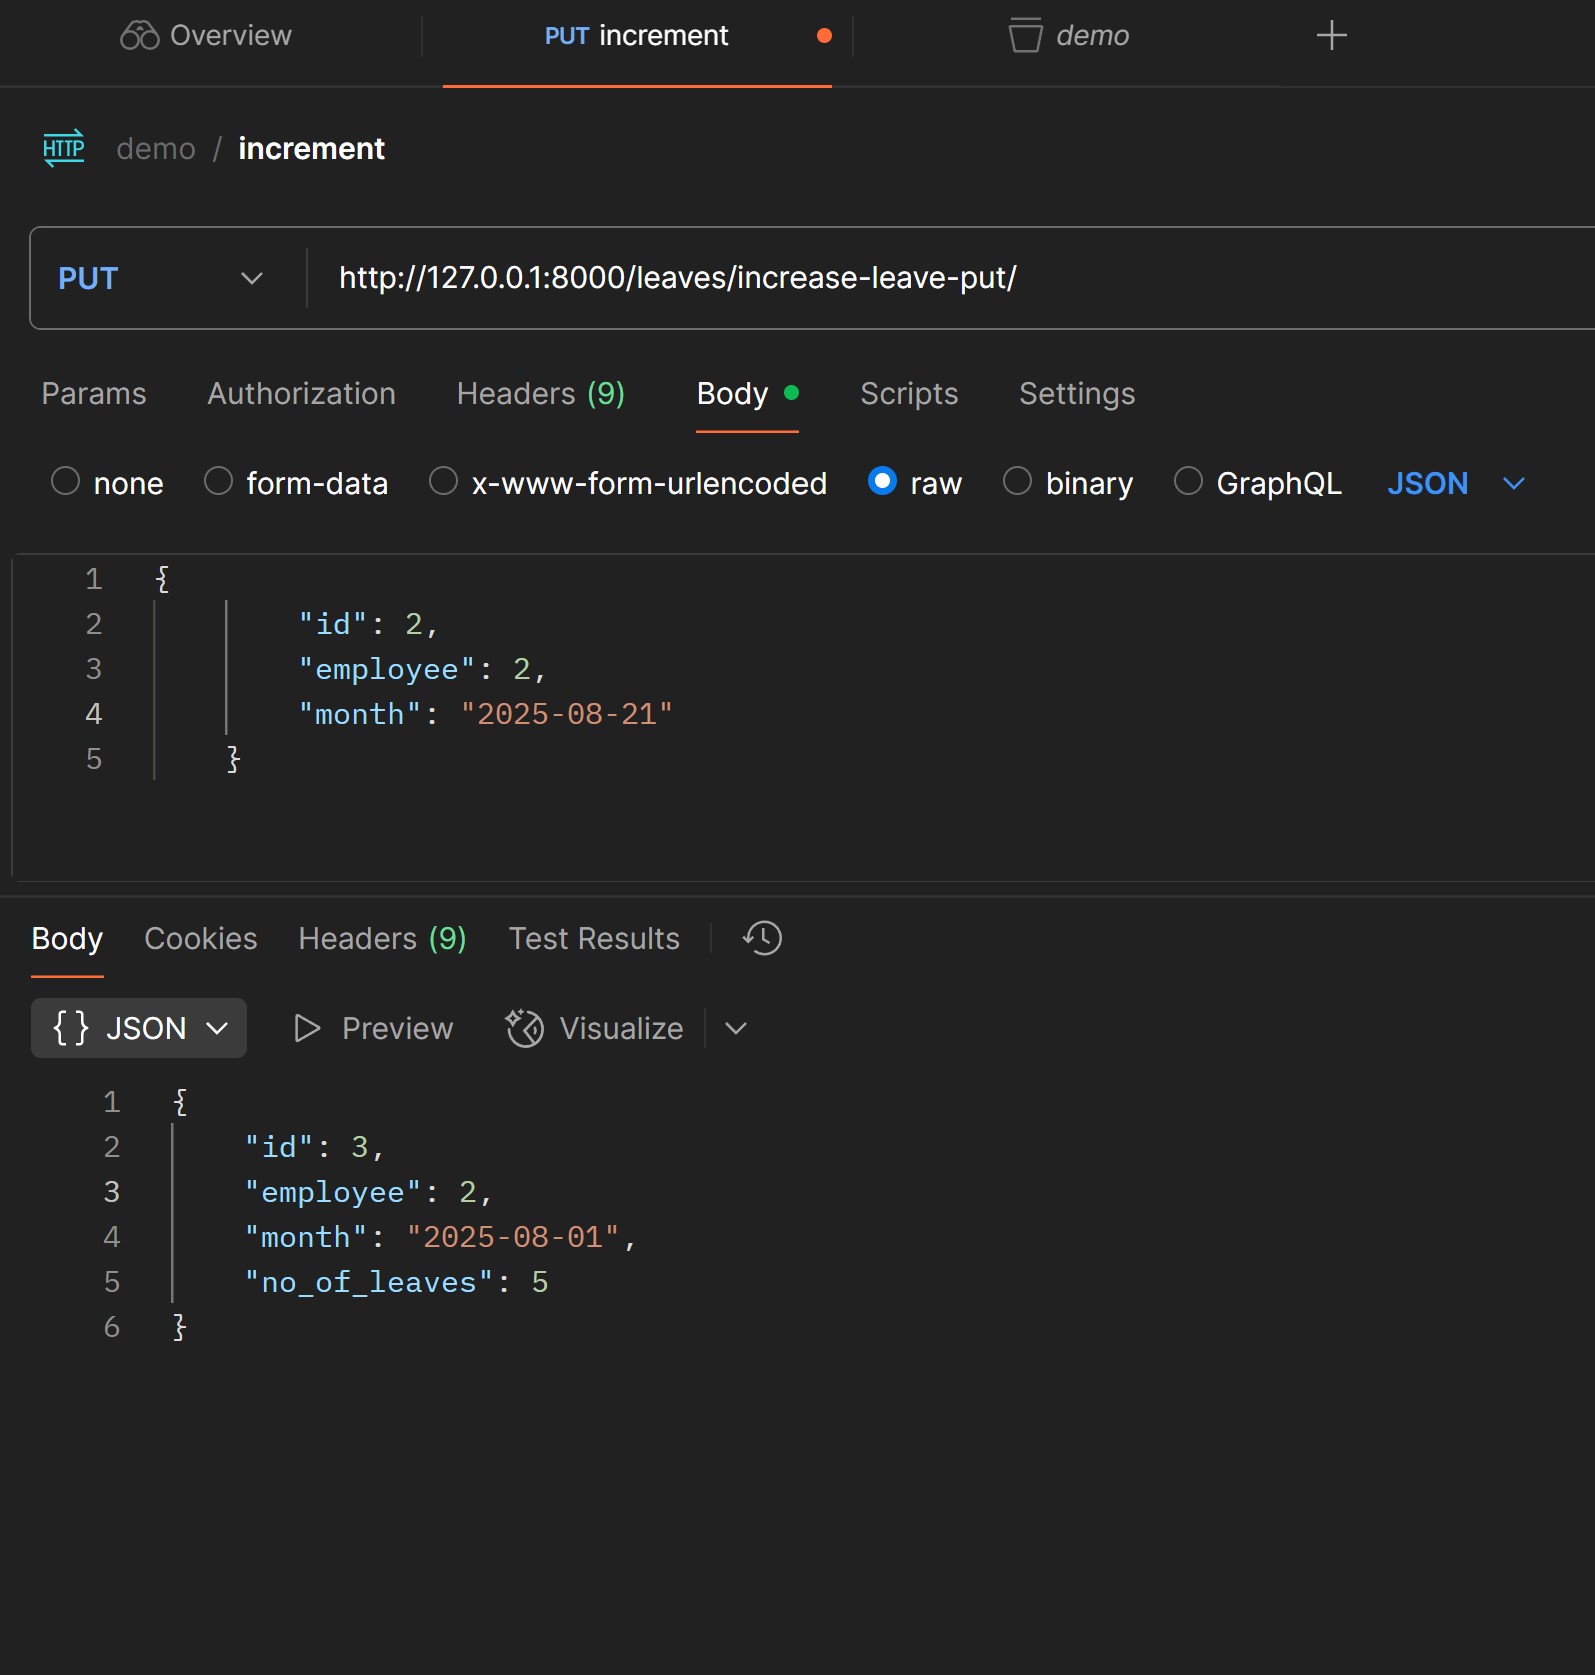 Overview PUT increment demo
HTTP demo / increment
PUT http://127.0.0.1:8000/leaves/increase-leave-put/
Params Authorization Headers (9) Body Scripts Settings
none form-data x-www-form-urlencoded raw binary GraphQL JSON
1 {
2 "id": 2,
3 "employee": 2,
4 "month": "2025-08-21"
5 }
Body Cookies Headers (9) Test Results
{ } JSON Preview Visualize
1 {
2 "id": 3,
3 "employee": 2,
4 "month": "2025-08-01",
5 "no_of_leaves": 5
6 }